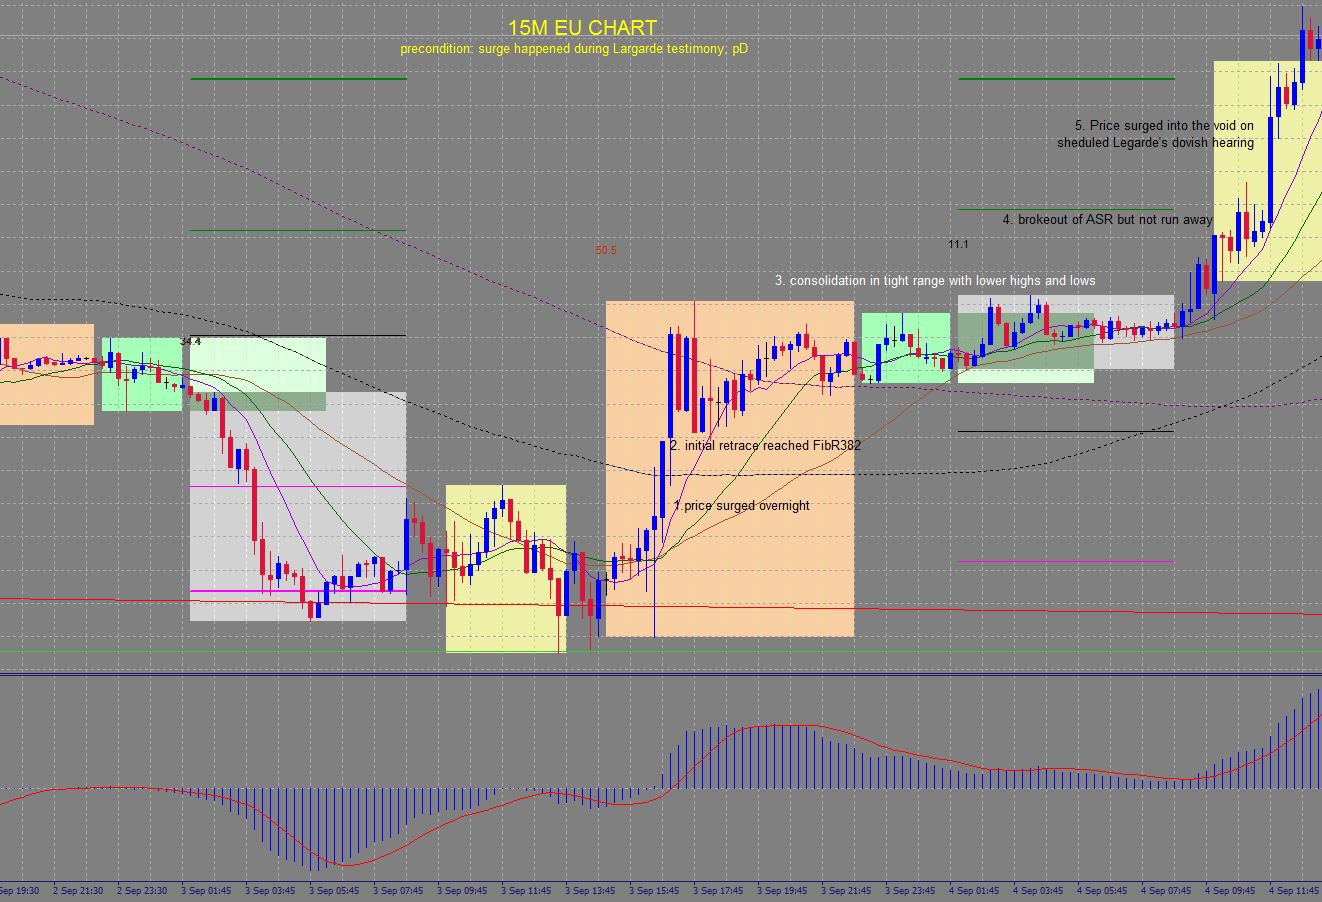 15M EU CHART
precondition: surge happened during Largarde testimony, pD
5. Price surged into the void on
sheduled Legarde's dovish hearing
4. brokeout of ASR but not run away
50.5
11.1
3. consolidation in tight range with lower highs and lows
34.4
2. initial retrace reached FibR382
1.price surged overnight
Sep 19:30
2 Sep 21:30
2 Sep 23:30
3 Sep 01:45
3 Sep 03:45
3 Sep 05:45
3 Sep 07:45
3 Sep 09:45
3 Sep 11:45
3 Sep 13:45
3 Sep 15:45
3 Sep 17:45
3 Sep 19:45
3 Sep 21:45
3 Sep 23:45
4 Sep 01:45
4 Sep 03:45
4 Sep 05:45
4 Sep 07:45
4 Sep 09:45
4 Sep 11:45